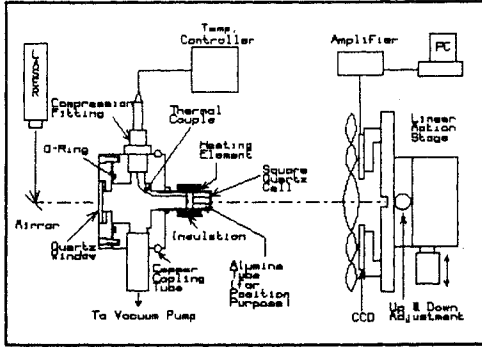 Temp.
Controller
Amplifier
PC
LASER
Compression
Fitting
Thermal
Couple
O-Ring
Heating
Element
Square
Quartz
Cell
Linear
Motion
Stage
Mirror
Quartz
Window
Insulation
Copper
Cooling
Tube
Alumina
Tube
(for
Position
Purpose)
To Vacuum Pump
CCD
Up & Down
Adjustment